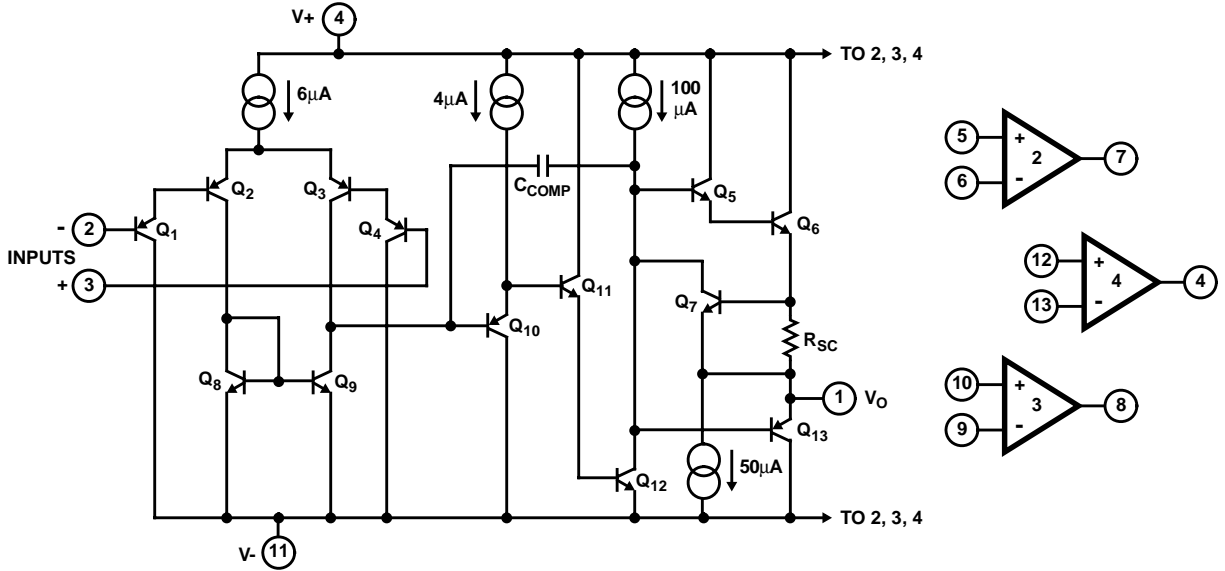 V+ 4
TO 2, 3, 4
6μA
4μA
100 μA
CCOMP
Q2
Q3
Q5
Q6
- 2
Q1
Q4
INPUTS
+ 3
Q11
Q7
Q10
RSC
Q8
Q9
1 VO
Q13
50μA
Q12
TO 2, 3, 4
V- 11
5 +
2
7
6 -
12 +
4
4
13 -
10 +
3
8
9 -